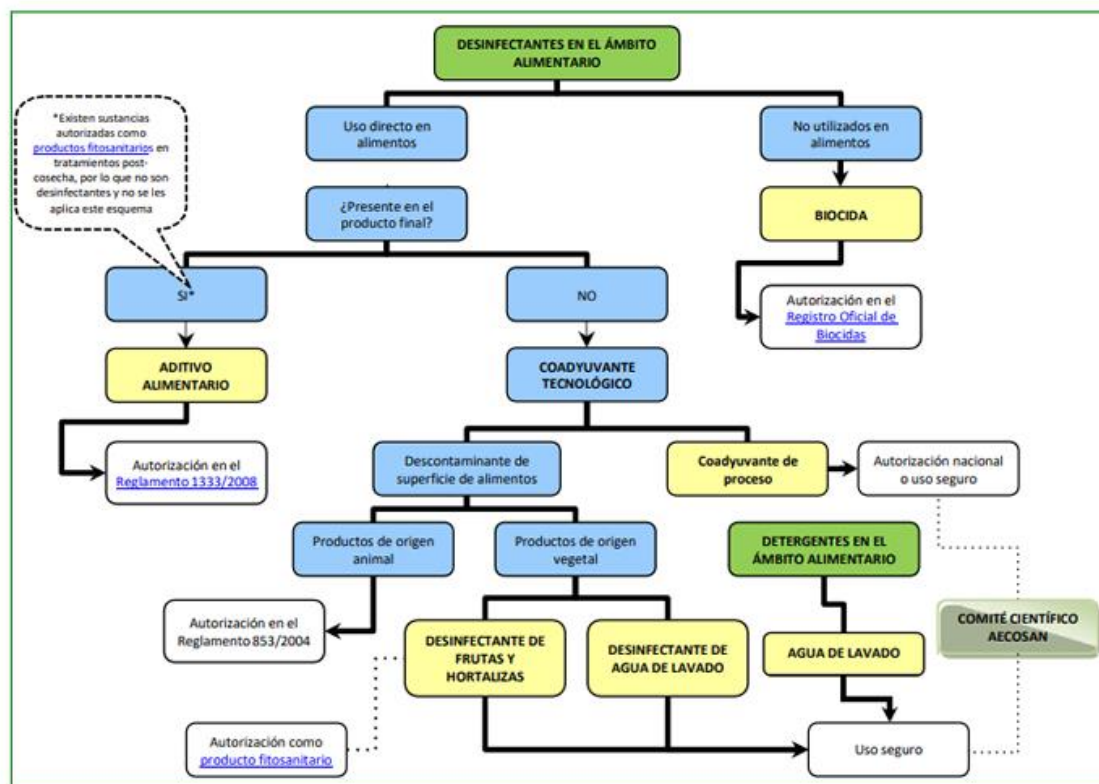 DESINFECTANTES EN EL ÁMBITO
ALIMENTARIO
*Existen sustancias
autorizadas como
productos fitosanitarios en
tratamientos post-
cosecha, por lo que no son
desinfectantes y no se les
aplica este esquema
Uso directo en
alimentos
No utilizados en
alimentos
¿Presente en el
producto final?
BIOCIDA
SI*
NO
Autorización en el
Registro Oficial de
Biocidas
ADITIVO
ALIMENTARIO
COADYUVANTE
TECNOLÓGICO
Autorización en el
Reglamento 1333/2008
Descontaminante de
superficie de alimentos
Coadyuvante de
proceso
Autorización nacional
o uso seguro
Productos de origen
animal
Productos de origen
vegetal
DETERGENTES EN EL
ÁMBITO ALIMENTARIO
Autorización en el
Reglamento 853/2004
DESINFECTANTE DE
FRUTAS Y
HORTALIZAS
DESINFECTANTE DE
AGUA DE LAVADO
AGUA DE LAVADO
COMITÉ CIENTÍFICO
AECOSAN
Autorización como
producto fitosanitario
Uso seguro